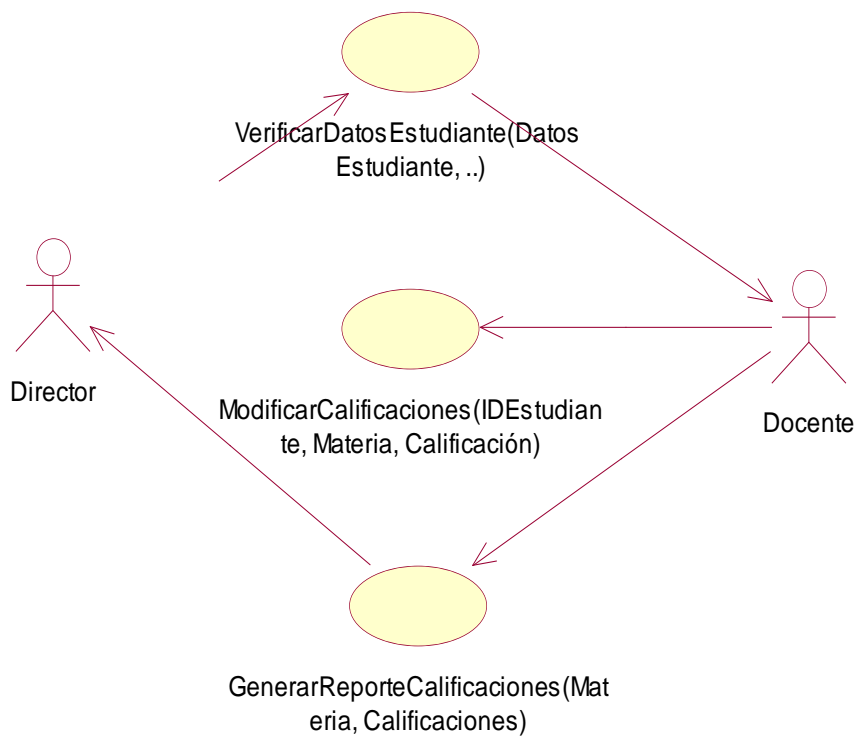 VerificarDatosEstudiante(Datos
Estudiante, ..)
Director
ModificarCalificaciones(IDEstudian
te, Materia, Calificación)
Docente
GenerarReporteCalificaciones(Mat
eria, Calificaciones)